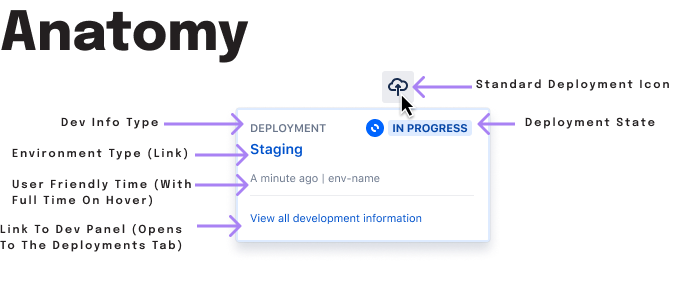 Anatomy
Standard Deployment Icon
Dev Info Type
DEPLOYMENT
IN PROGRESS
Deployment State
Environment Type (Link)
Staging
User Friendly Time (With
Full Time On Hover)
A minute ago | env-name
Link To Dev Panel (Opens
To The Deployments Tab)
View all development information